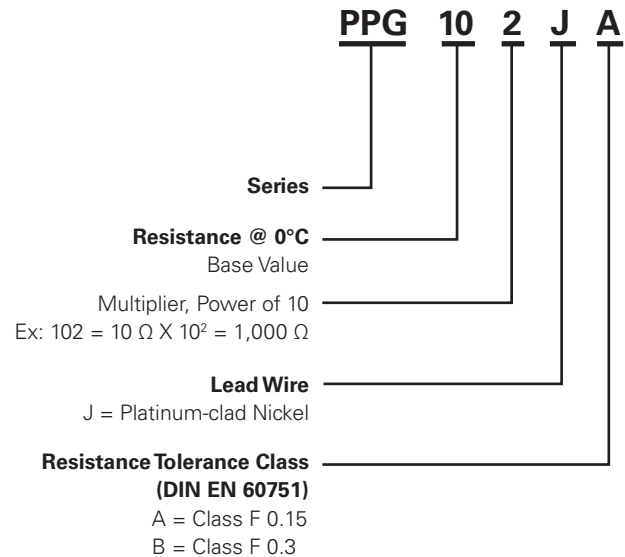 PPG 10 2 J A
Series
Resistance @ 0°C
Base Value
Multiplier, Power of 10
Ex: 102 = 10 Ω X 10² = 1,000 Ω
Lead Wire
J = Platinum-clad Nickel
Resistance Tolerance Class
(DIN EN 60751)
A = Class F 0.15
B = Class F 0.3